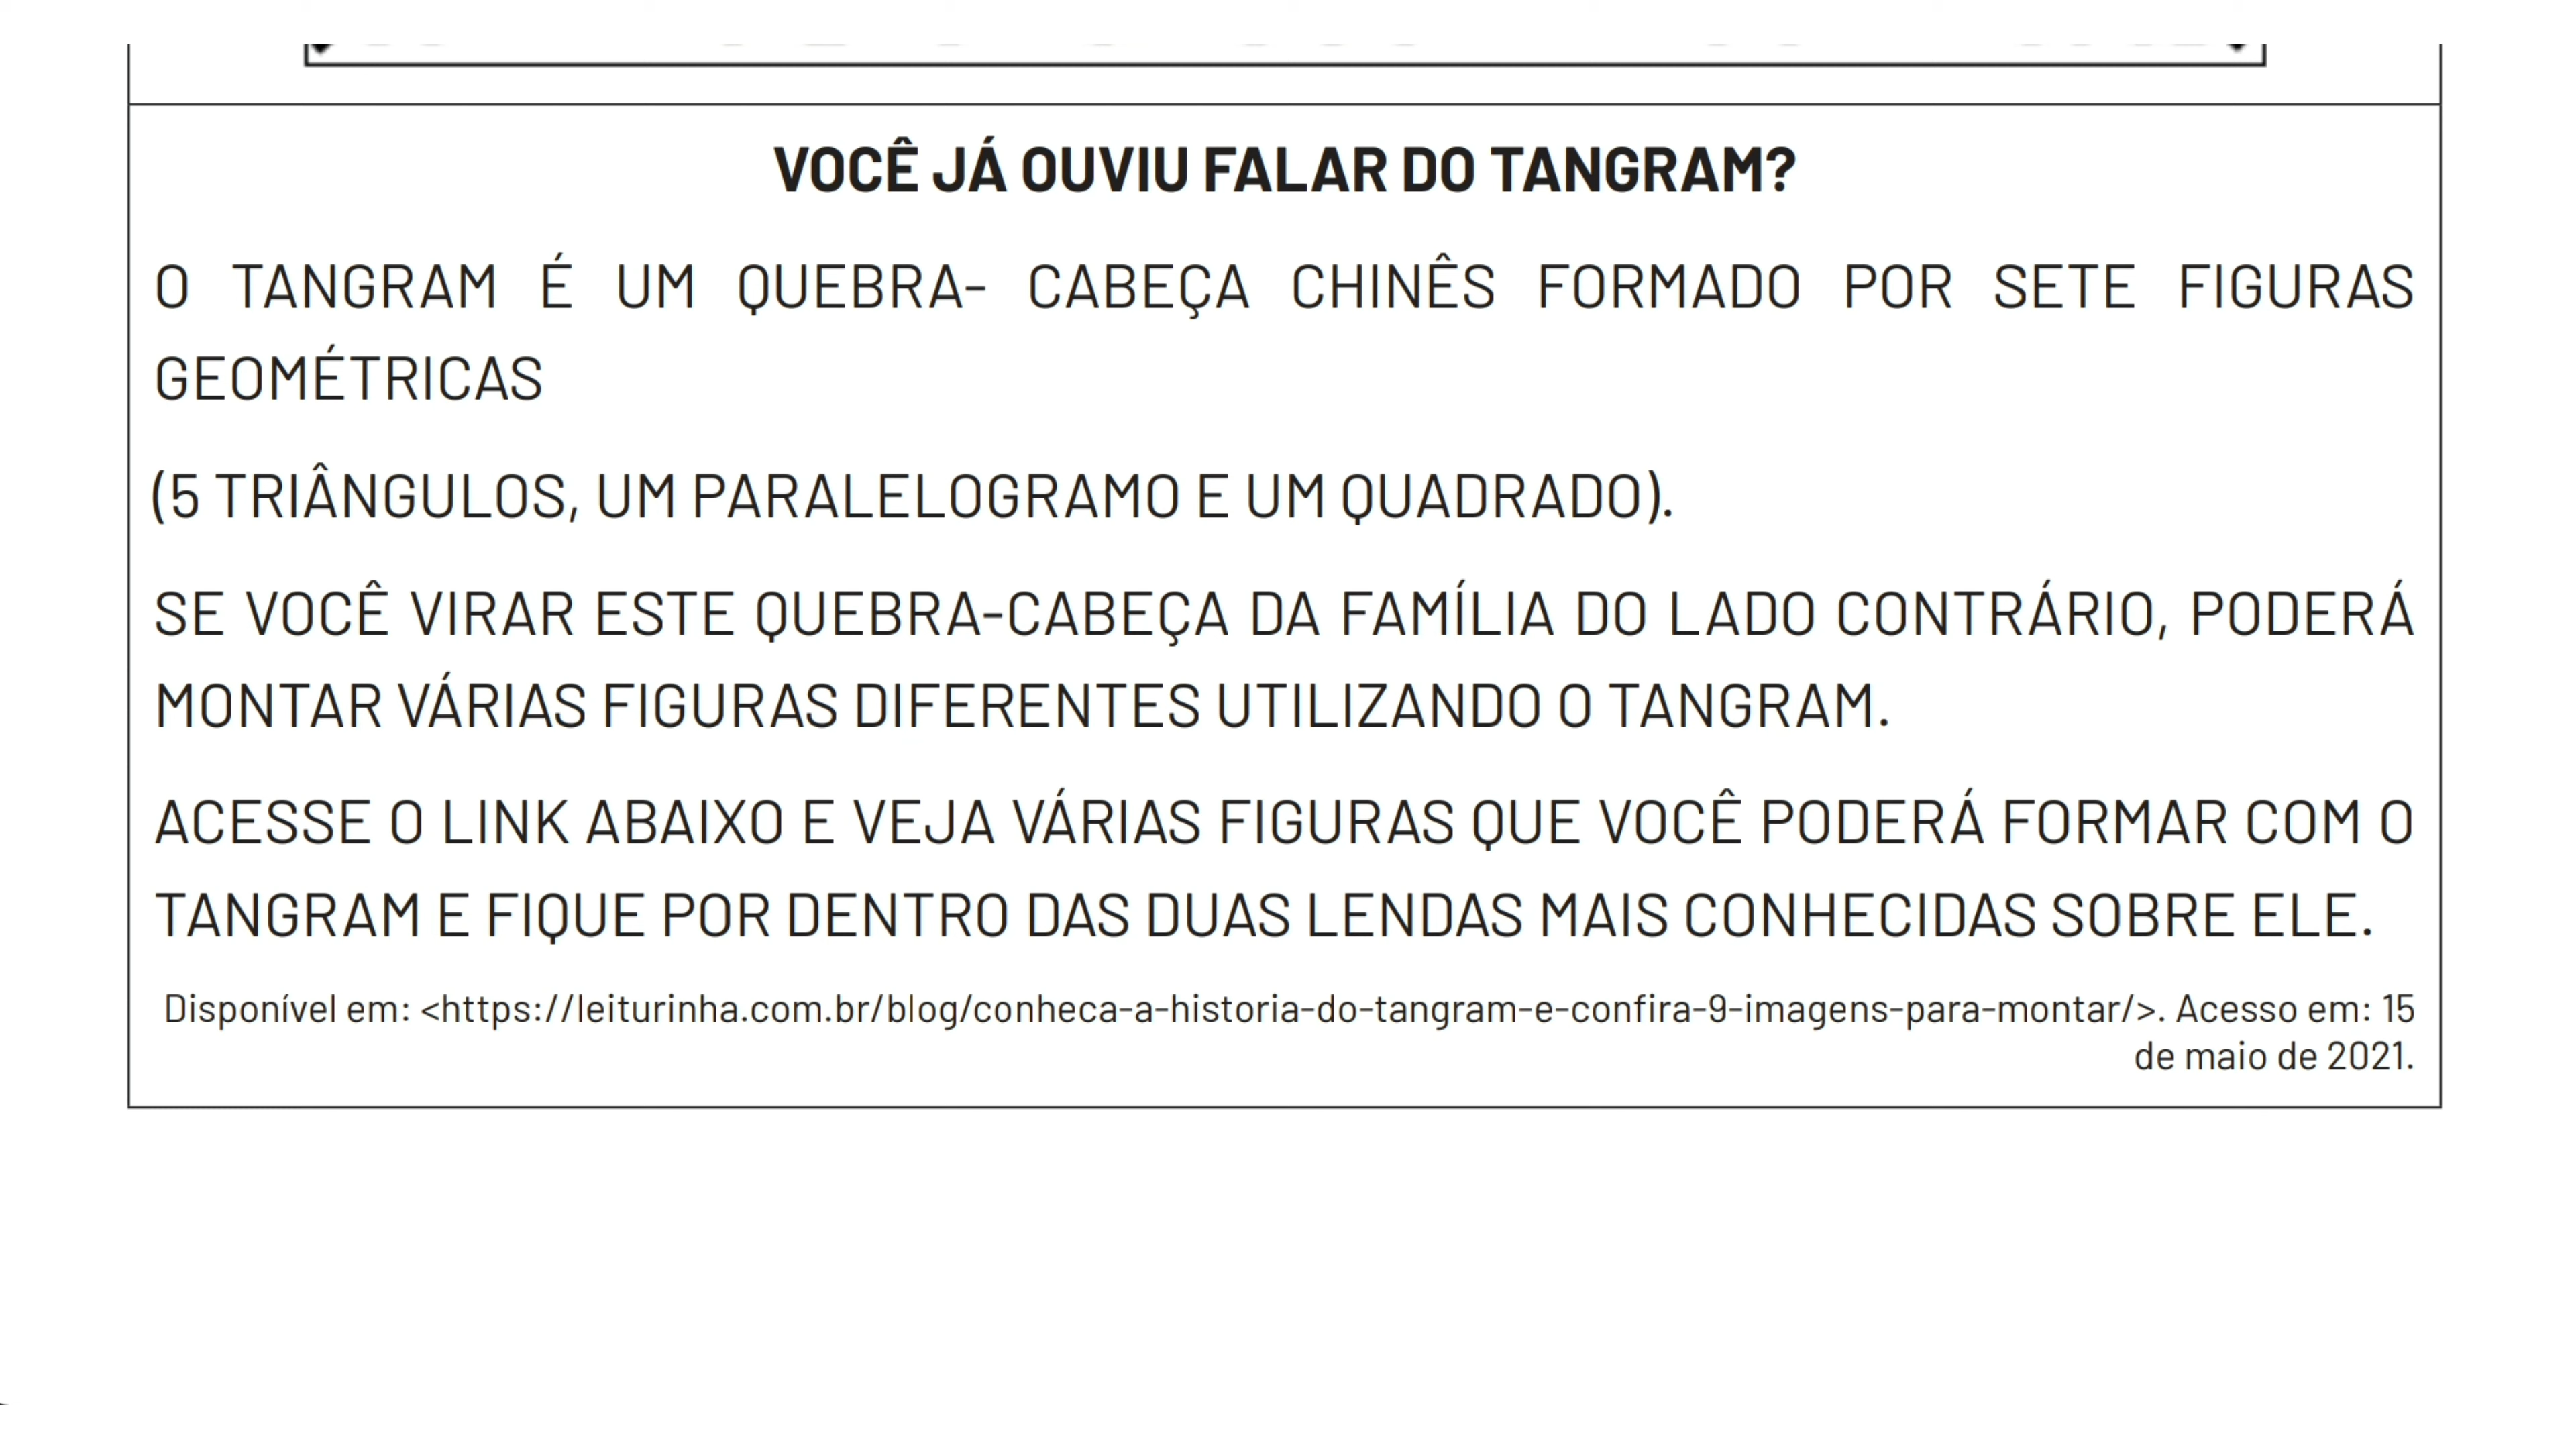 VOCÊ JÁ OUVIU FALAR DO TANGRAM?
O TANGRAM É UM QUEBRA- CABEÇA CHINÊS FORMADO POR SETE FIGURAS
GEOMÉTRICAS
(5 TRIÂNGULOS, UM PARALELOGRAMO E UM QUADRADO).
SE VOCÊ VIRAR ESTE QUEBRA-CABEÇA DA FAMÍLIA DO LADO CONTRÁRIO, PODERÁ
MONTAR VÁRIAS FIGURAS DIFERENTES UTILIZANDO O TANGRAM.
ACESSE O LINK ABAIXO E VEJA VÁRIAS FIGURAS QUE VOCÊ PODERÁ FORMAR COM O
TANGRAM E FIQUE POR DENTRO DAS DUAS LENDAS MAIS CONHECIDAS SOBRE ELE.
Disponível em: <https://leiturinha.com.br/blog/conheca-a-historia-do-tangram-e-confira-9-imagens-para-montar/>. Acesso em: 15
de maio de 2021.